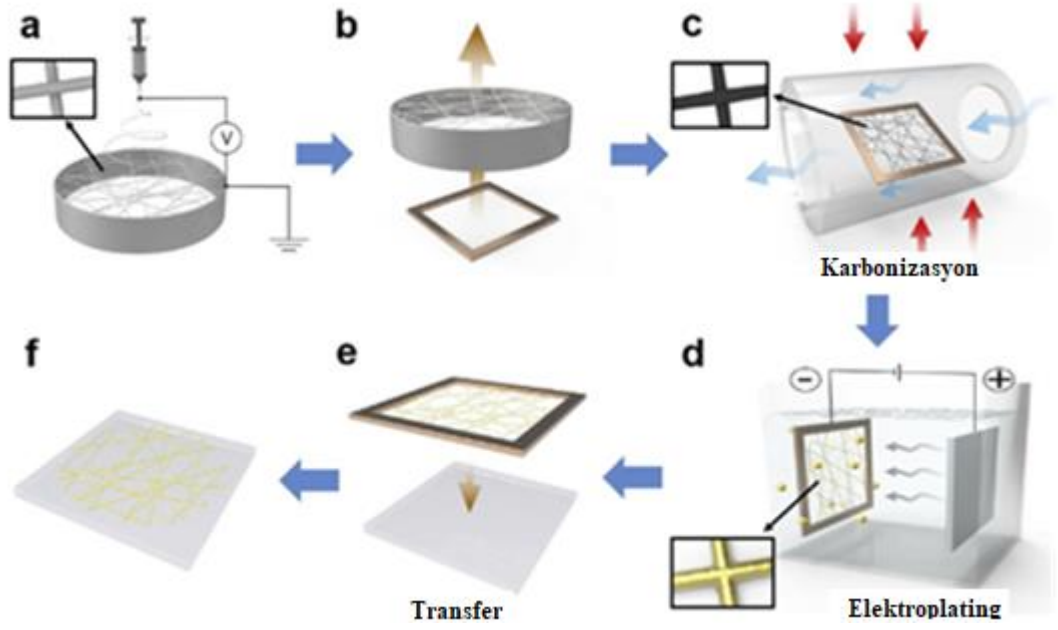 a
b
c
V
Karbonizasyon
f
e
d
−
+
Transfer
Elektroplating